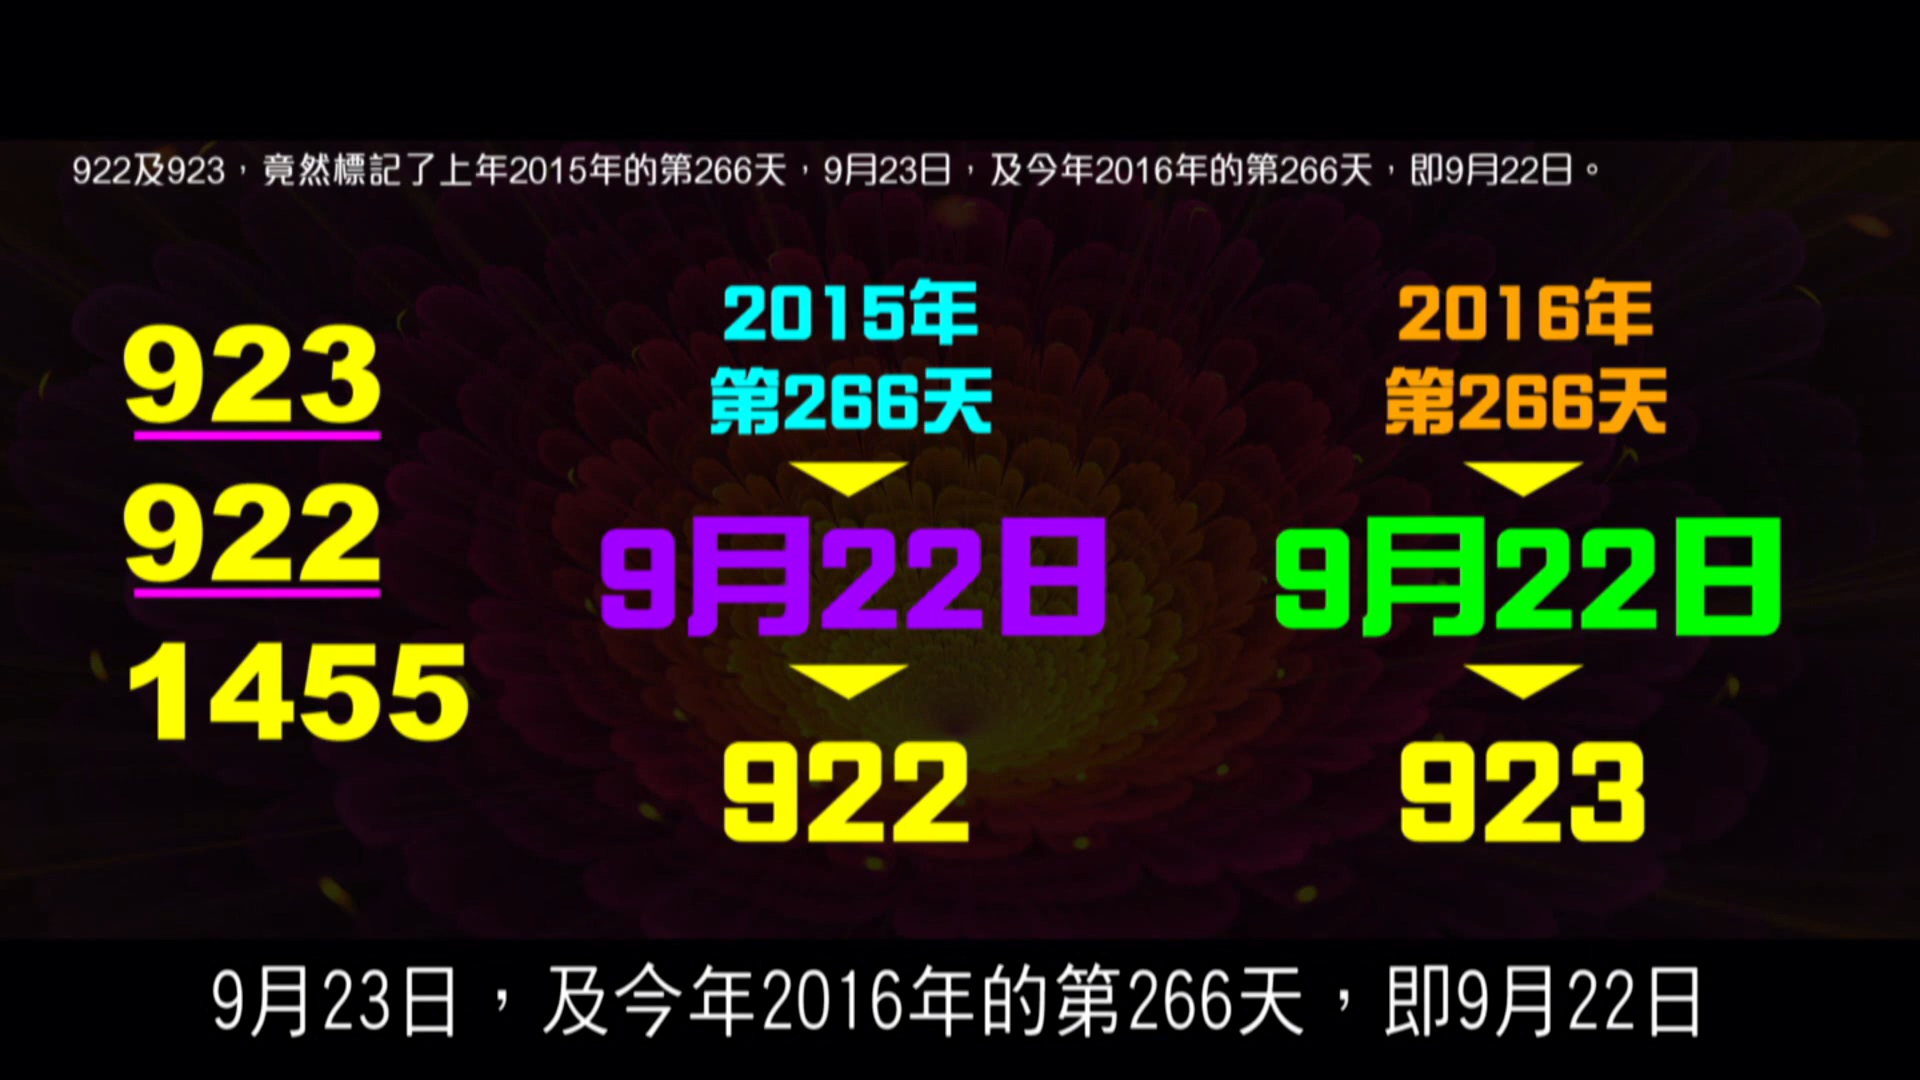 922及923，竟然標記了上年2015年的第266天，9月23日，及今年2016年的第266天，即9月22日。
923
922
1455
2015年
第266天
9月22日
922
2016年
第266天
9月22日
923
9月23日，及今年2016年的第266天，即9月22日